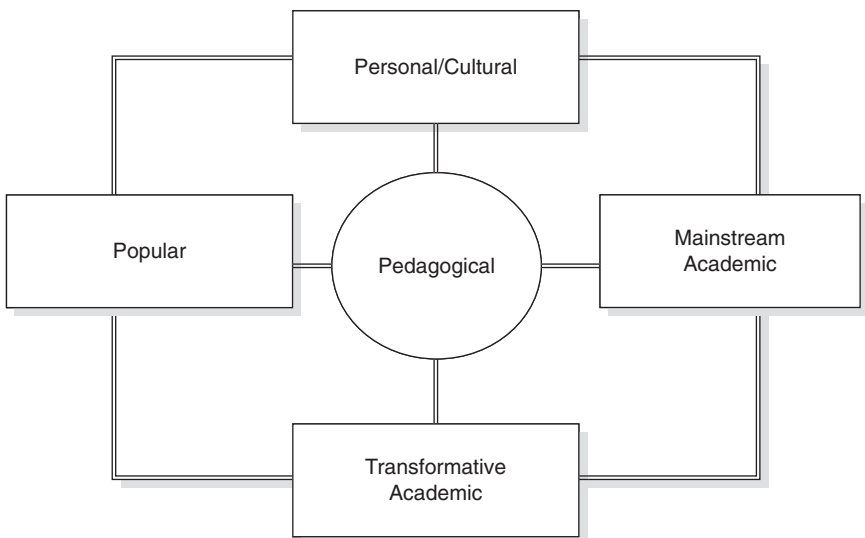 Personal/Cultural
Popular
Pedagogical
Mainstream
Academic
Transformative
Academic